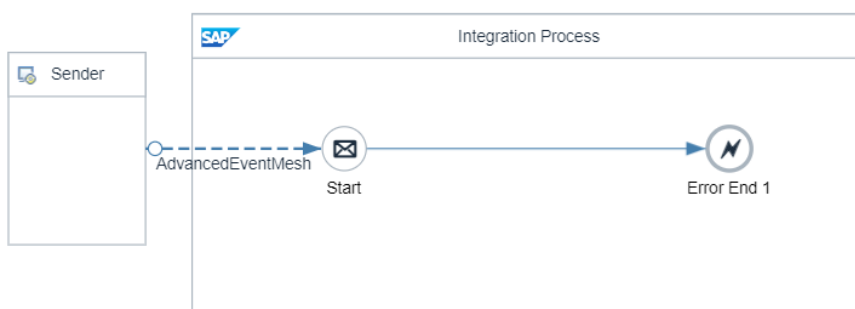 SAP
Integration Process
Sender
AdvancedEventMesh
Start
Error End 1